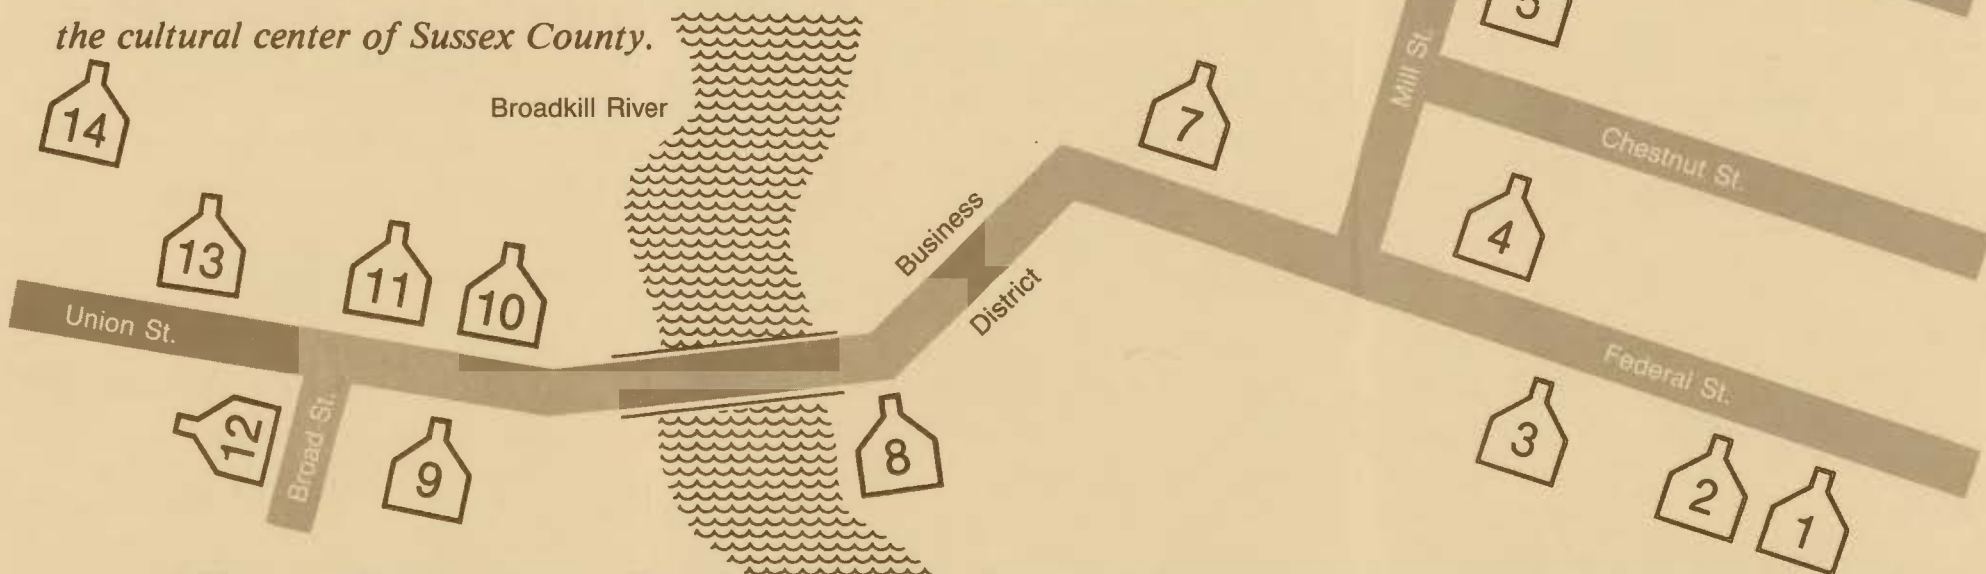 the cultural center of Sussex County.
Broadkill River
14
13
11
10
Union St.
12
Broad St.
9
8
Business
District
7
Mill St.
5
Chestnut St.
4
Federal St.
3
2
1